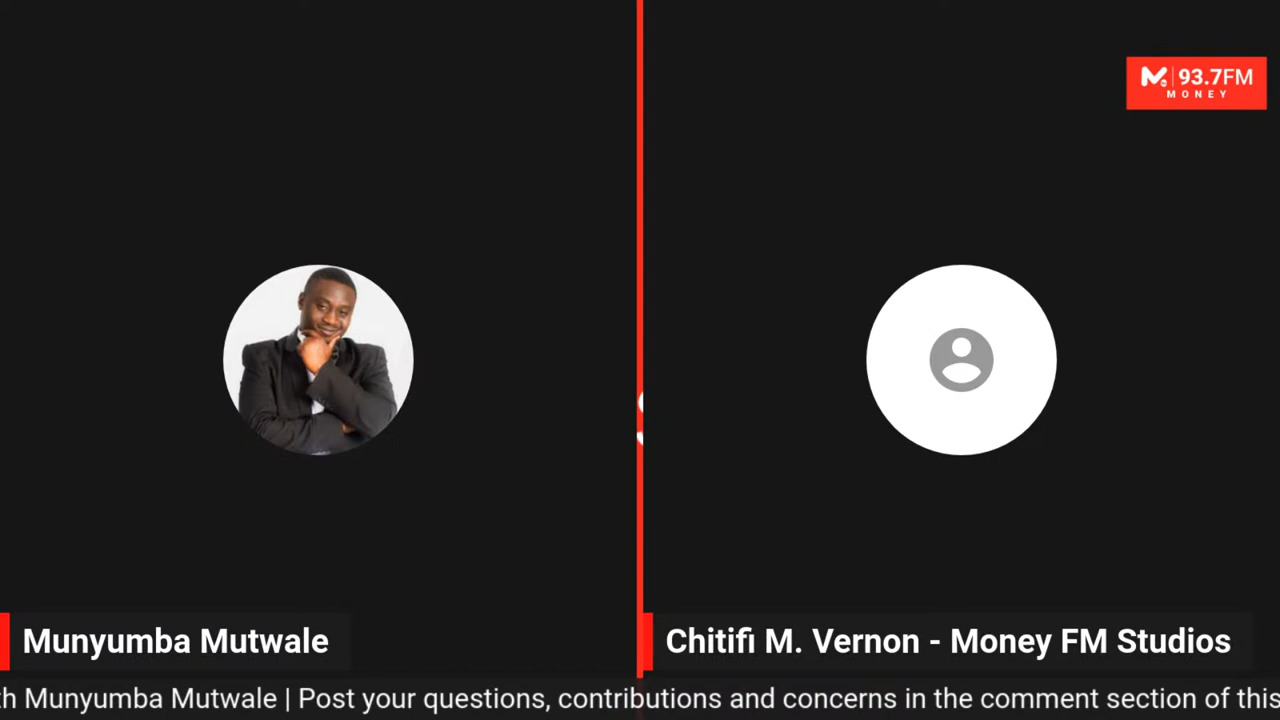 93.7FM
MONEY
Munyumba Mutwale
Chitifi M. Vernon - Money FM Studios
th Munyumba Mutwale | Post your questions, contributions and concerns in the comment section of this